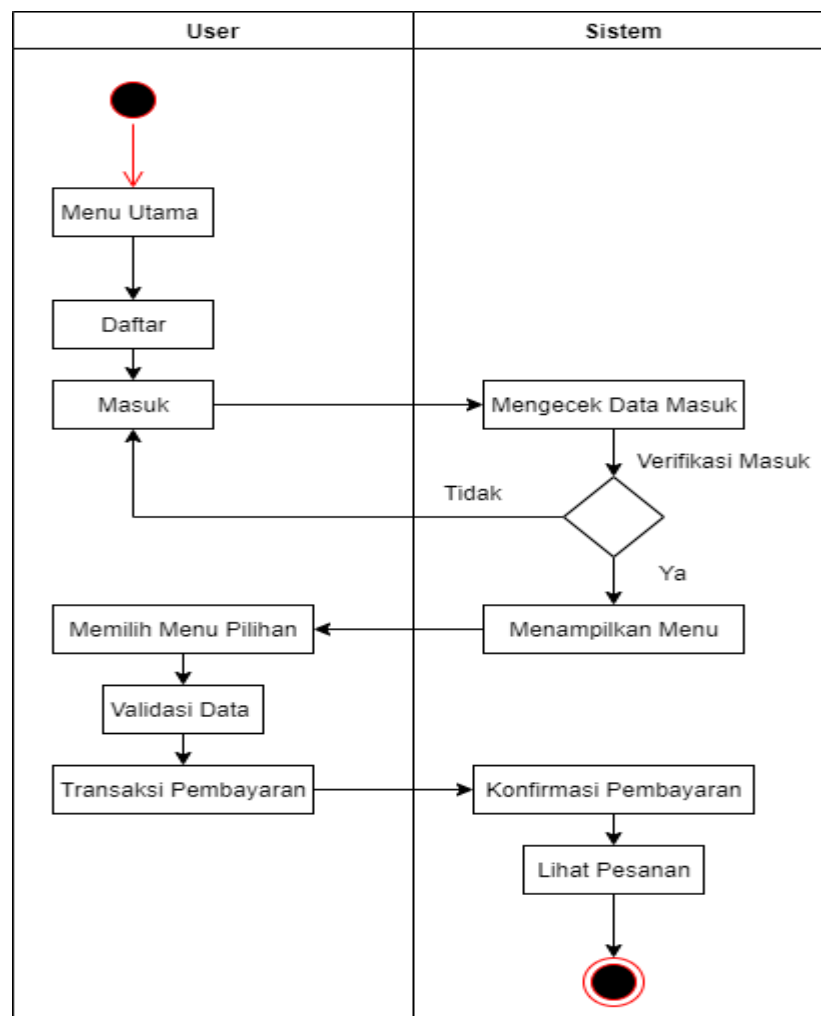 User
Sistem
Menu Utama
Daftar
Masuk
Mengecek Data Masuk
Verifikasi Masuk
Tidak
Ya
Memilih Menu Pilihan
Menampilkan Menu
Validasi Data
Transaksi Pembayaran
Konfirmasi Pembayaran
Lihat Pesanan